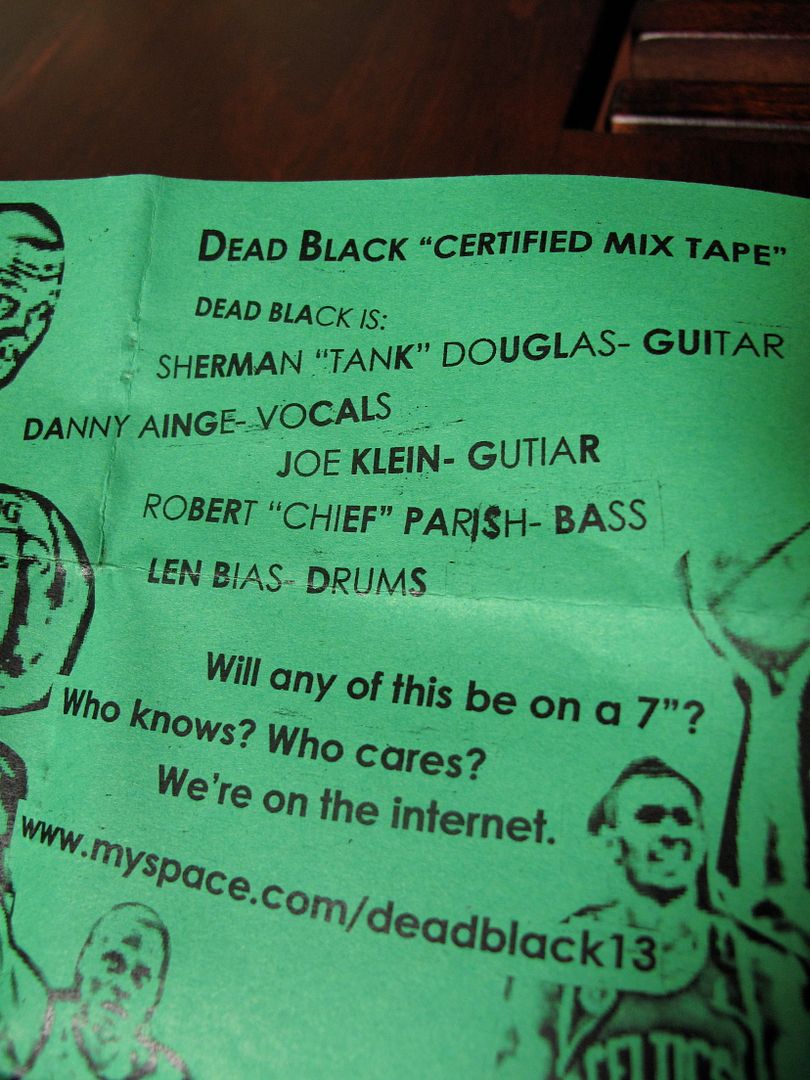 DEAD BLACK “CERTIFIED MIX TAPE”
DEAD BLACK IS:
SHERMAN “TANK” DOUGLAS- GUITAR
DANNY AINGE- VOCALS
JOE KLEIN- GUTIAR
ROBERT “CHIEF” PARISH- BASS
LEN BIAS- DRUMS
Will any of this be on a 7”?
Who knows? Who cares?
We're on the internet.
www.myspace.com/deadblack13
CELTICS